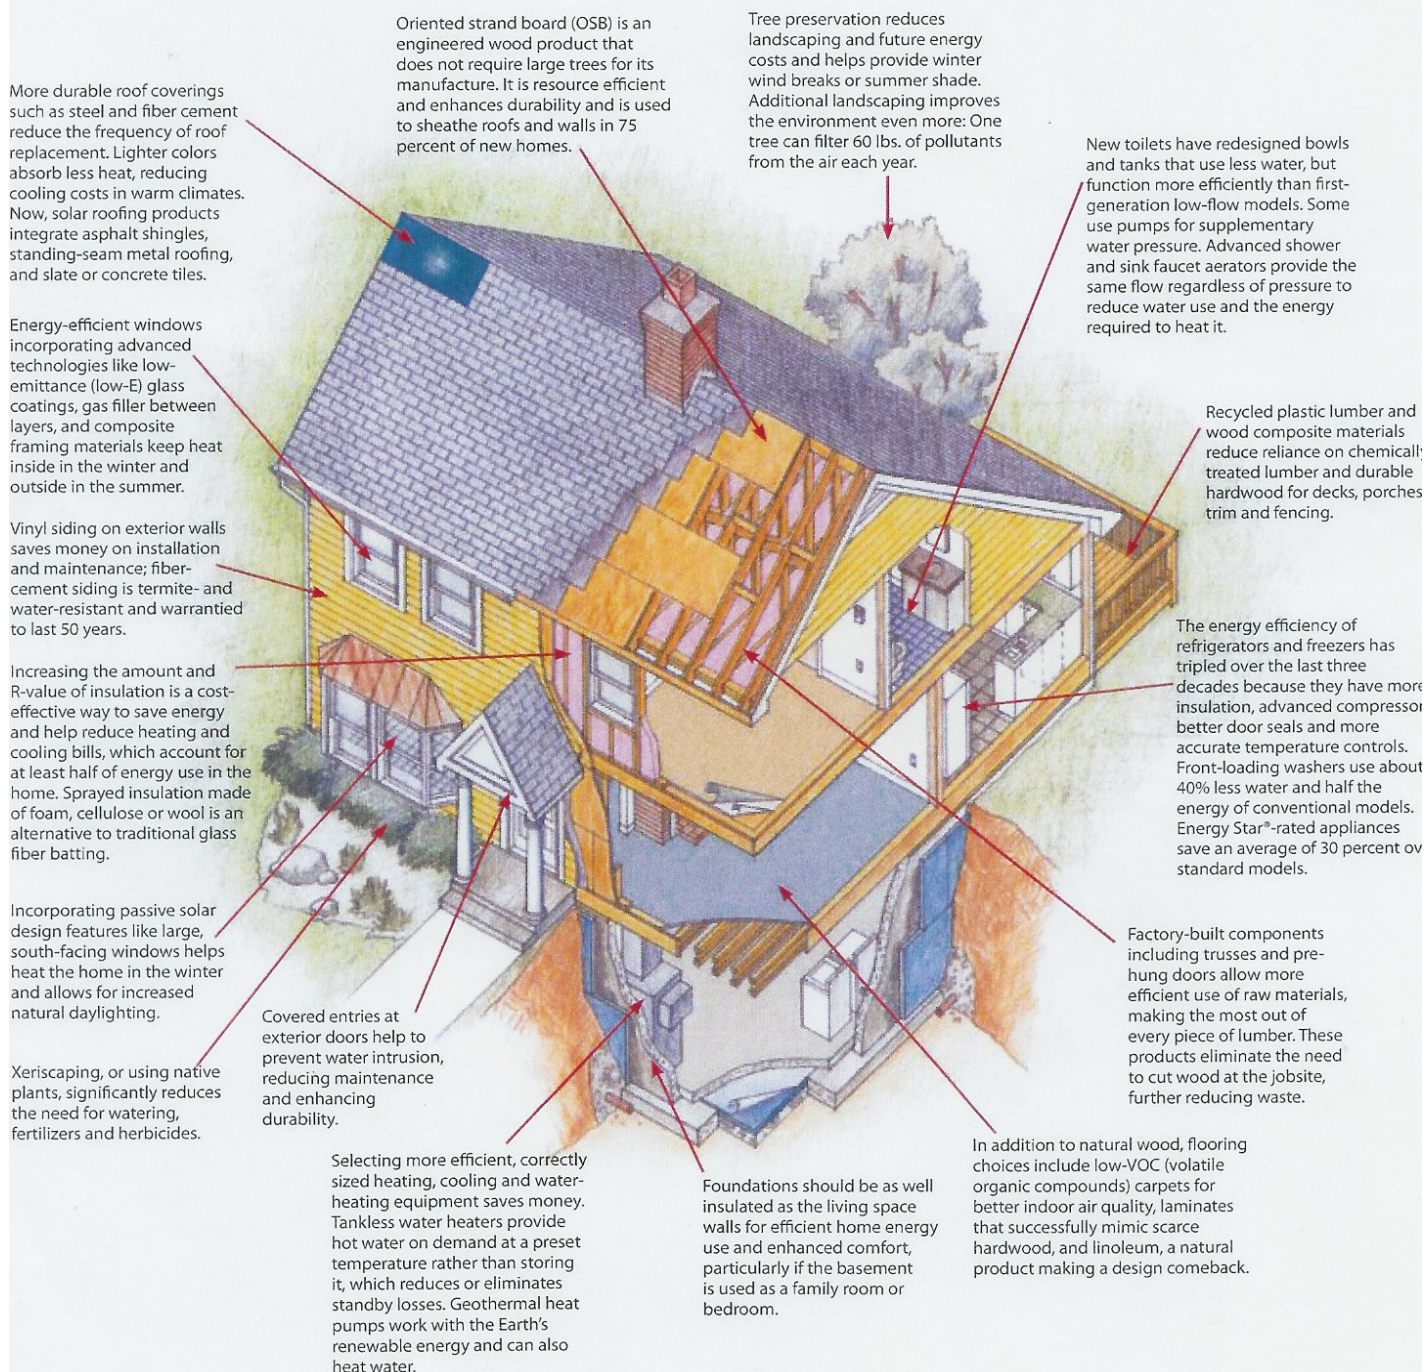 Oriented strand board (OSB) is an
engineered wood product that
does not require large trees for its
manufacture. It is resource efficient
and enhances durability and is used
to sheathe roofs and walls in 75
percent of new homes.
Tree preservation reduces
landscaping and future energy
costs and helps provide winter
wind breaks or summer shade.
Additional landscaping improves
the environment even more: One
tree can filter 60 lbs. of pollutants
from the air each year.
More durable roof coverings
such as steel and fiber cement
reduce the frequency of roof
replacement. Lighter colors
absorb less heat, reducing
cooling costs in warm climates.
Now, solar roofing products
integrate asphalt shingles,
standing-seam metal roofing,
and slate or concrete tiles.
New toilets have redesigned bowls
and tanks that use less water, but
function more efficiently than first-
generation low-flow models. Some
use pumps for supplementary
water pressure. Advanced shower
and sink faucet aerators provide the
same flow regardless of pressure to
reduce water use and the energy
required to heat it.
Energy-efficient windows
incorporating advanced
technologies like low-
emittance (low-E) glass
coatings, gas filler between
layers, and composite
framing materials keep heat
inside in the winter and
outside in the summer.
Recycled plastic lumber and
wood composite materials
reduce reliance on chemically
treated lumber and durable
hardwood for decks, porches
trim and fencing.
Vinyl siding on exterior walls
saves money on installation
and maintenance; fiber-
cement siding is termite- and
water-resistant and warrantied
to last 50 years.
The energy efficiency of
refrigerators and freezers has
tripled over the last three
decades because they have more
insulation, advanced compressor
better door seals and more
accurate temperature controls.
Front-loading washers use about
40% less water and half the
energy of conventional models.
Energy Star®-rated appliances
save an average of 30 percent ov
standard models.
Increasing the amount and
R-value of insulation is a cost-
effective way to save energy
and help reduce heating and
cooling bills, which account for
at least half of energy use in the
home. Sprayed insulation made
of foam, cellulose or wool is an
alternative to traditional glass
fiber batting.
Incorporating passive solar
design features like large,
south-facing windows helps
heat the home in the winter
and allows for increased
natural daylighting.
Factory-built components
including trusses and pre-
hung doors allow more
efficient use of raw materials,
making the most out of
every piece of lumber. These
products eliminate the need
to cut wood at the jobsite,
further reducing waste.
Covered entries at
exterior doors help to
prevent water intrusion,
reducing maintenance
and enhancing
durability.
Xeriscaping, or using native
plants, significantly reduces
the need for watering,
fertilizers and herbicides.
Selecting more efficient, correctly
sized heating, cooling and water-
heating equipment saves money.
Tankless water heaters provide
hot water on demand at a preset
temperature rather than storing
it, which reduces or eliminates
standby losses. Geothermal heat
pumps work with the Earth's
renewable energy and can also
heat water.
Foundations should be as well
insulated as the living space
walls for efficient home energy
use and enhanced comfort,
particularly if the basement
is used as a family room or
bedroom.
In addition to natural wood, flooring
choices include low-VOC (volatile
organic compounds) carpets for
better indoor air quality, laminates
that successfully mimic scarce
hardwood, and linoleum, a natural
product making a design comeback.